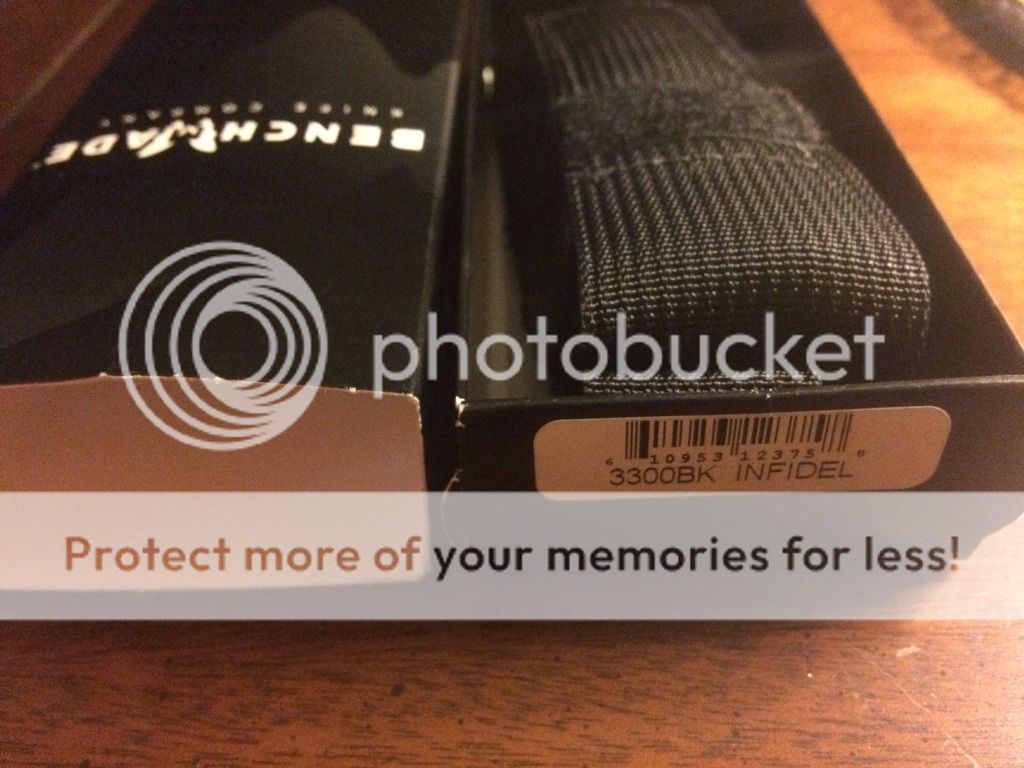 BENCHMADE
KNIFE COMPANY
photobucket
6 10953 12375 8
3300BK INFIDEL
Protect more of your memories for less!